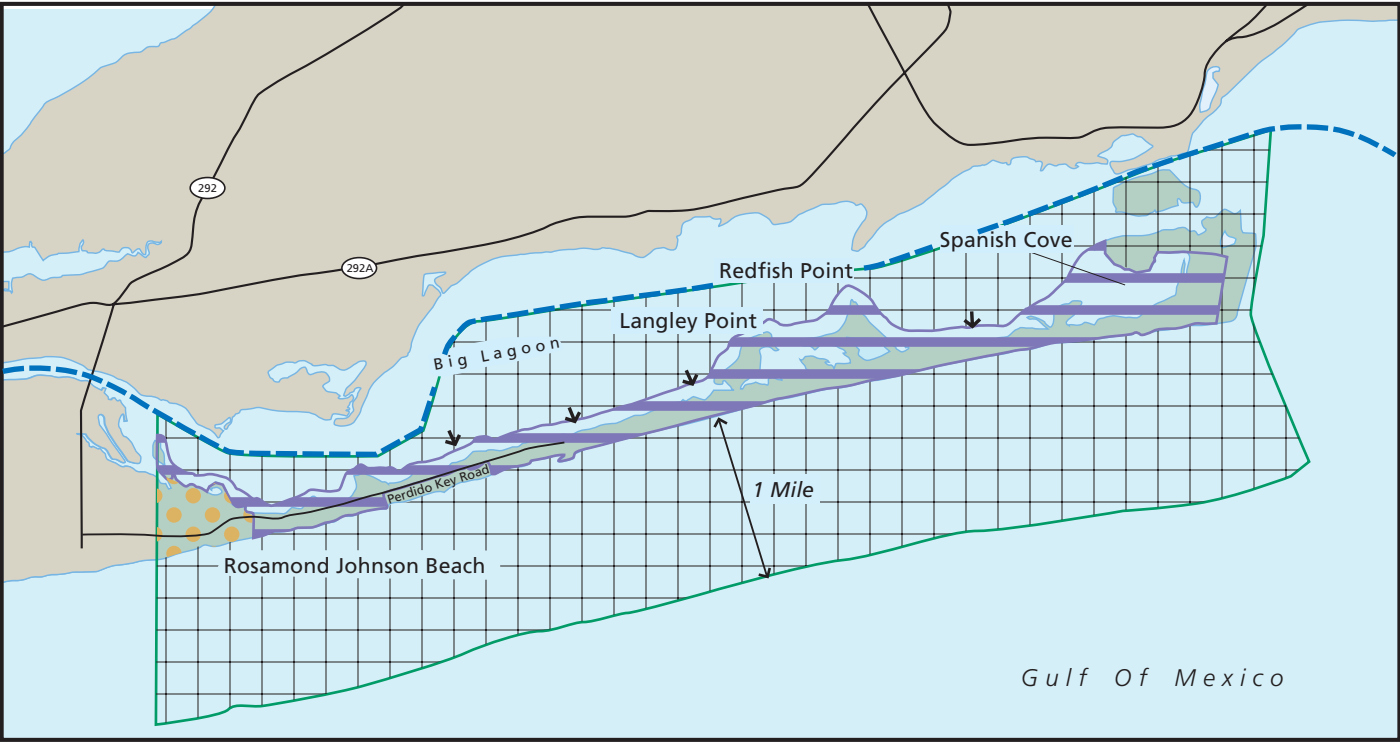 292
292A
Spanish Cove
Redfish Point
Langley Point
Big Lagoon
Perdido Key Road
1 Mile
Rosamond Johnson Beach
Gulf Of Mexico